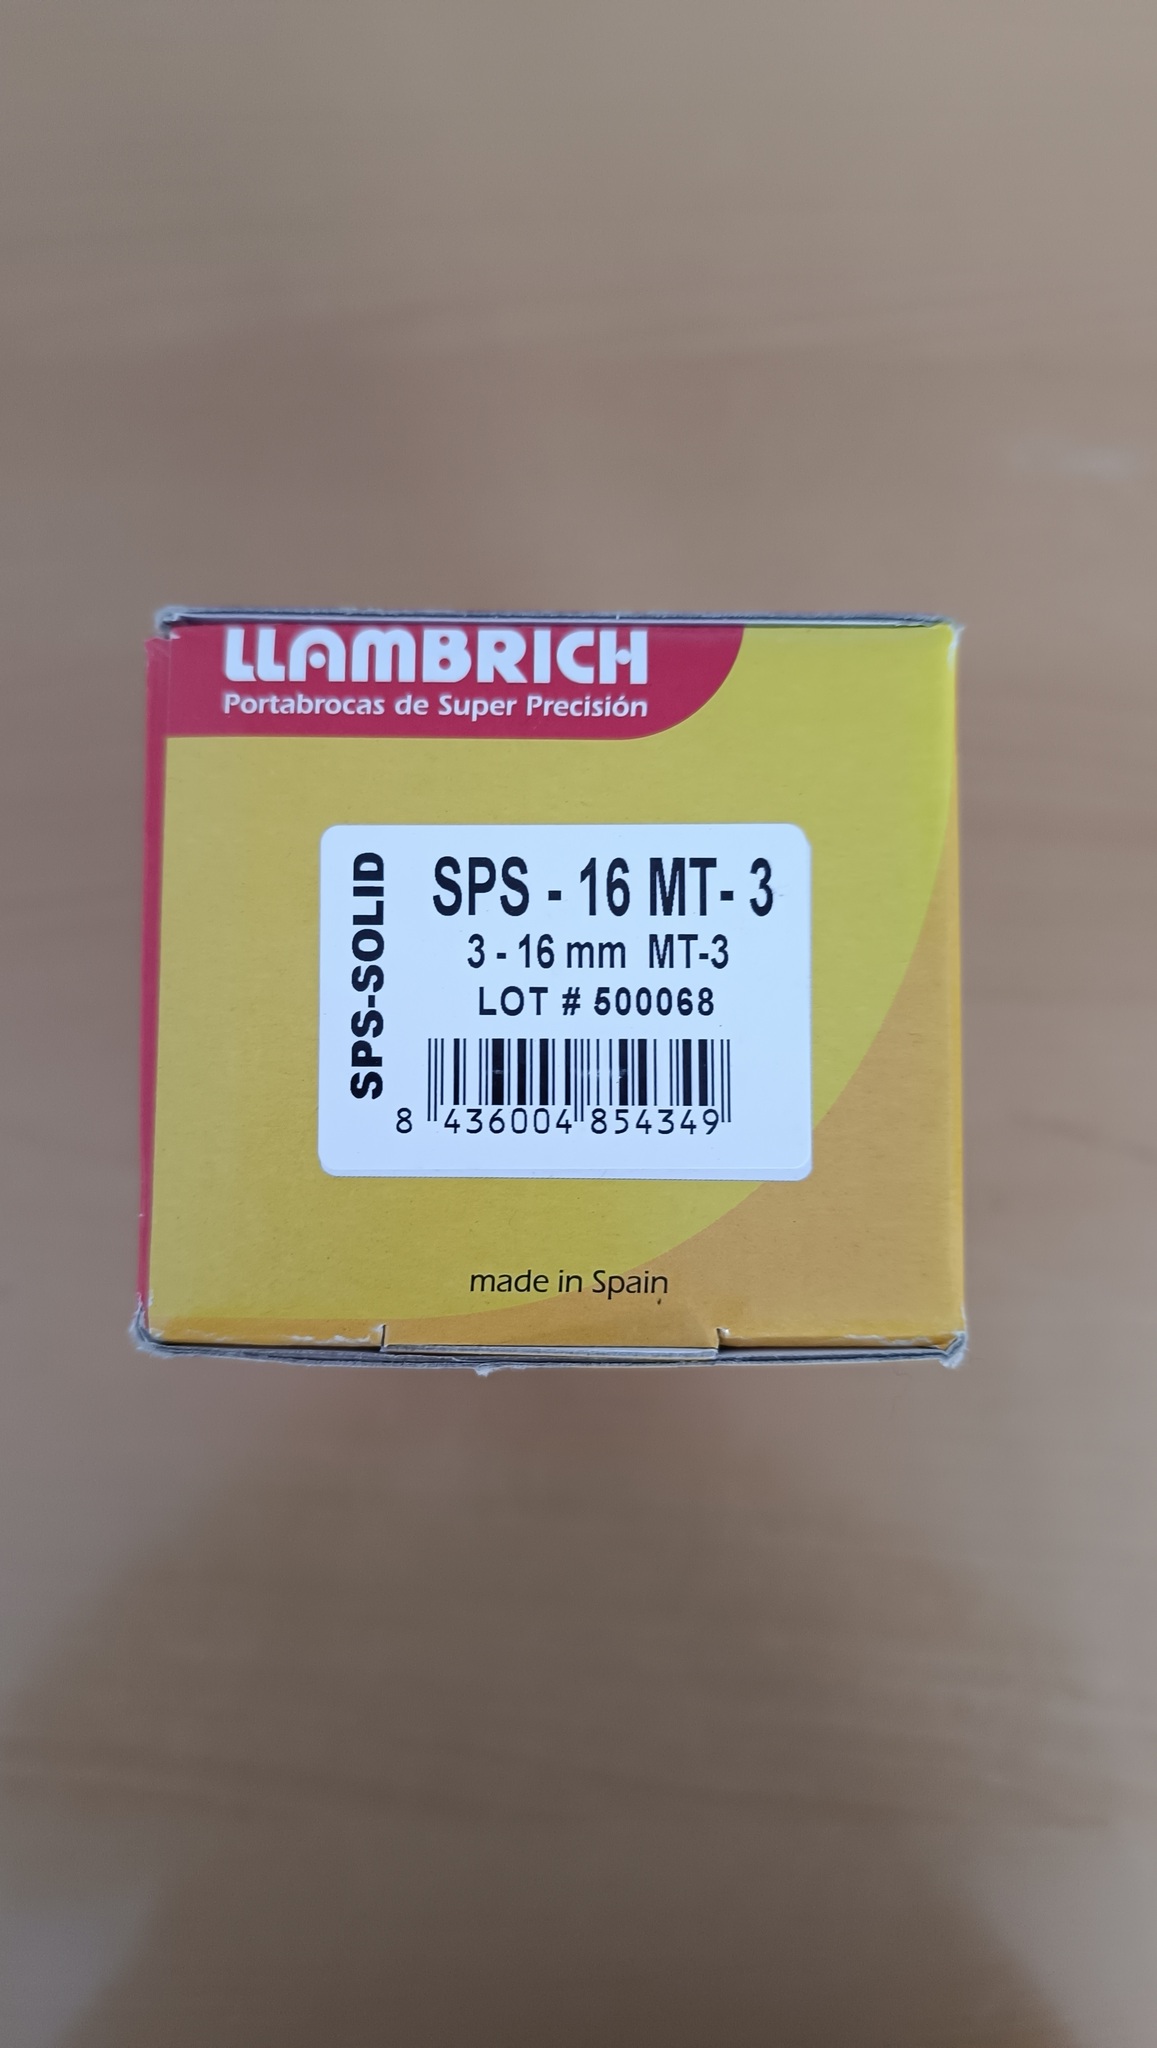 LLAMBRICH
Portabrocas de Super Precisión
SPS-SOLID
SPS - 16 MT- 3
3 - 16 mm MT-3
LOT # 500068
8 436004 854349
made in Spain